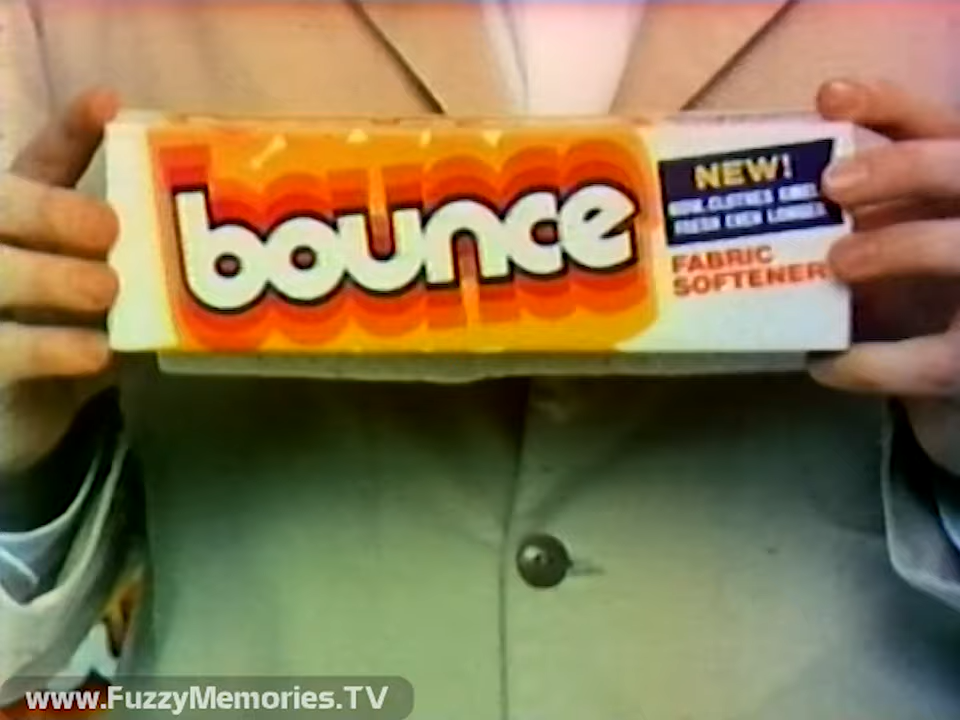 bounce
NEW!
NOW, CLOTHES SMELL
FRESH EVEN LONGER
FABRIC
SOFTENER
www.FuzzyMemories.TV